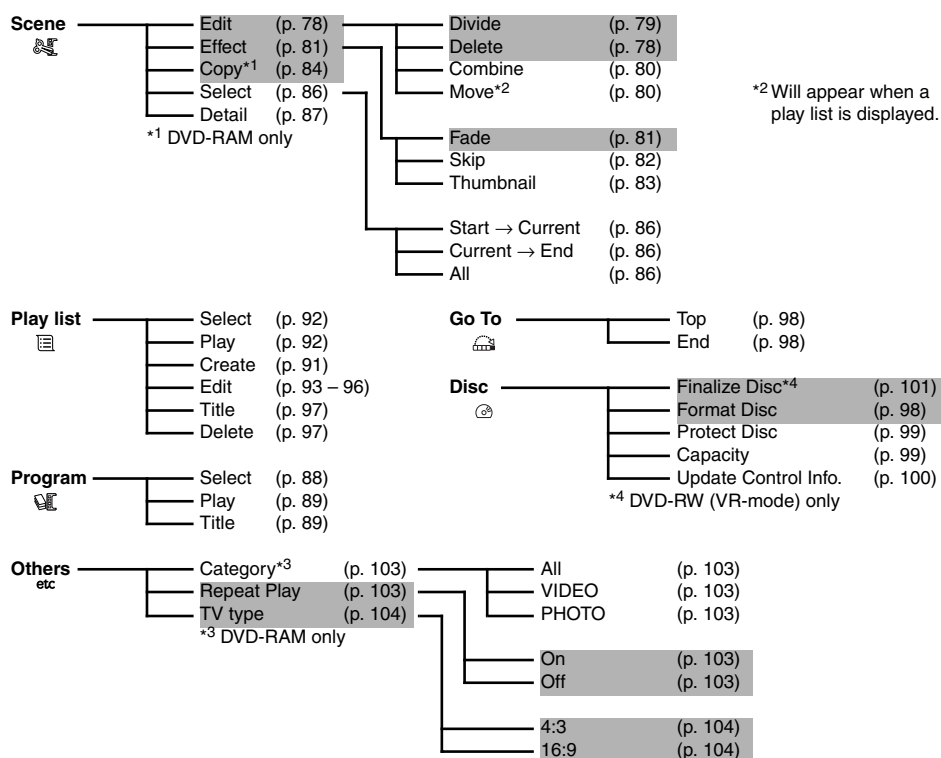 Scene Edit (p. 78) Divide (p. 79)
Effect (p. 81) Delete (p. 78)
Copy*1 (p. 84) Combine (p. 80)
Select (p. 86) Move*2 (p. 80) *2 Will appear when a
Detail (p. 87) play list is displayed.
*1 DVD-RAM only
Fade (p. 81)
Skip (p. 82)
Thumbnail (p. 83)
Start → Current (p. 86)
Current → End (p. 86)
All (p. 86)
Play list Select (p. 92)
Play (p. 92)
Create (p. 91)
Edit (p. 93 – 96)
Title (p. 97)
Delete (p. 97)
Go To Top (p. 98)
End (p. 98)
Disc Finalize Disc*4 (p. 101)
Format Disc (p. 98)
Protect Disc (p. 99)
Capacity (p. 99)
Update Control Info. (p. 100)
*4 DVD-RW (VR-mode) only
Program Select (p. 88)
Play (p. 89)
Title (p. 89)
Others Category*3 (p. 103) All (p. 103)
etc Repeat Play (p. 103) VIDEO (p. 103)
TV type (p. 104) PHOTO (p. 103)
*3 DVD-RAM only
On (p. 103)
Off (p. 103)
4:3 (p. 104)
16:9 (p. 104)